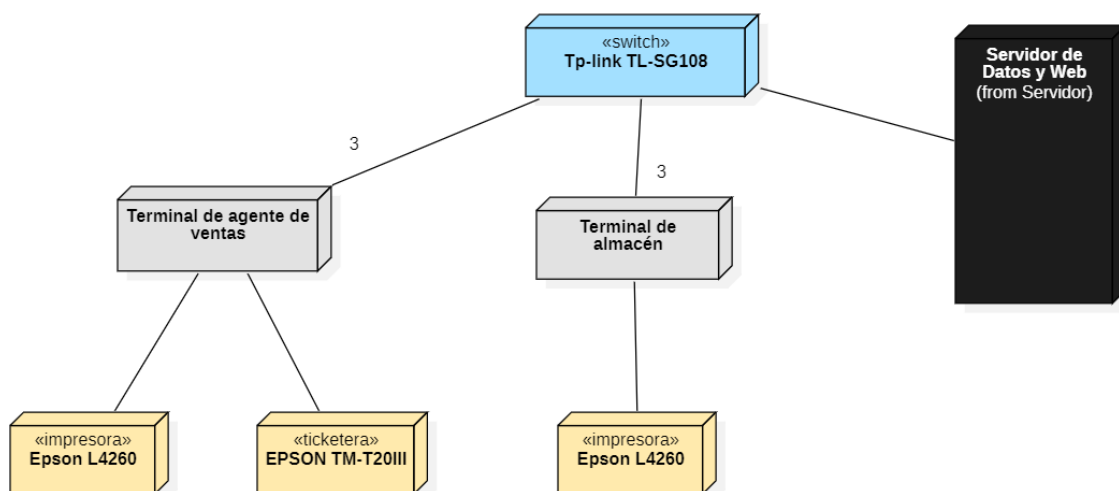 «switch»
Tp-link TL-SG108
Servidor de
Datos y Web
(from Servidor)
3
3
Terminal de agente de
ventas
Terminal de
almacén
«impresora»
Epson L4260
«ticketera»
EPSON TM-T20III
«impresora»
Epson L4260